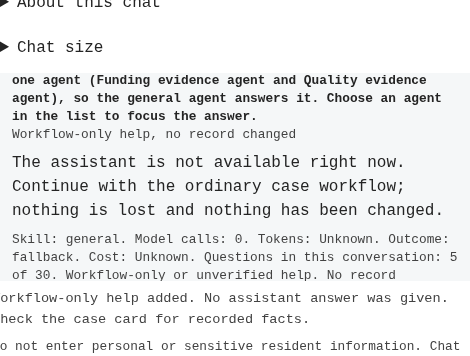 ▶ About this chat
▶ Chat size
one agent (Funding evidence agent and Quality evidence
agent), so the general agent answers it. Choose an agent
in the list to focus the answer.
Workflow-only help, no record changed
The assistant is not available right now.
Continue with the ordinary case workflow;
nothing is lost and nothing has been changed.
Skill: general. Model calls: 0. Tokens: Unknown. Outcome:
fallback. Cost: Unknown. Questions in this conversation: 5
of 30. Workflow-only or unverified help. No record
orkflow-only help added. No assistant answer was given.
heck the case card for recorded facts.
o not enter personal or sensitive resident information. Chat